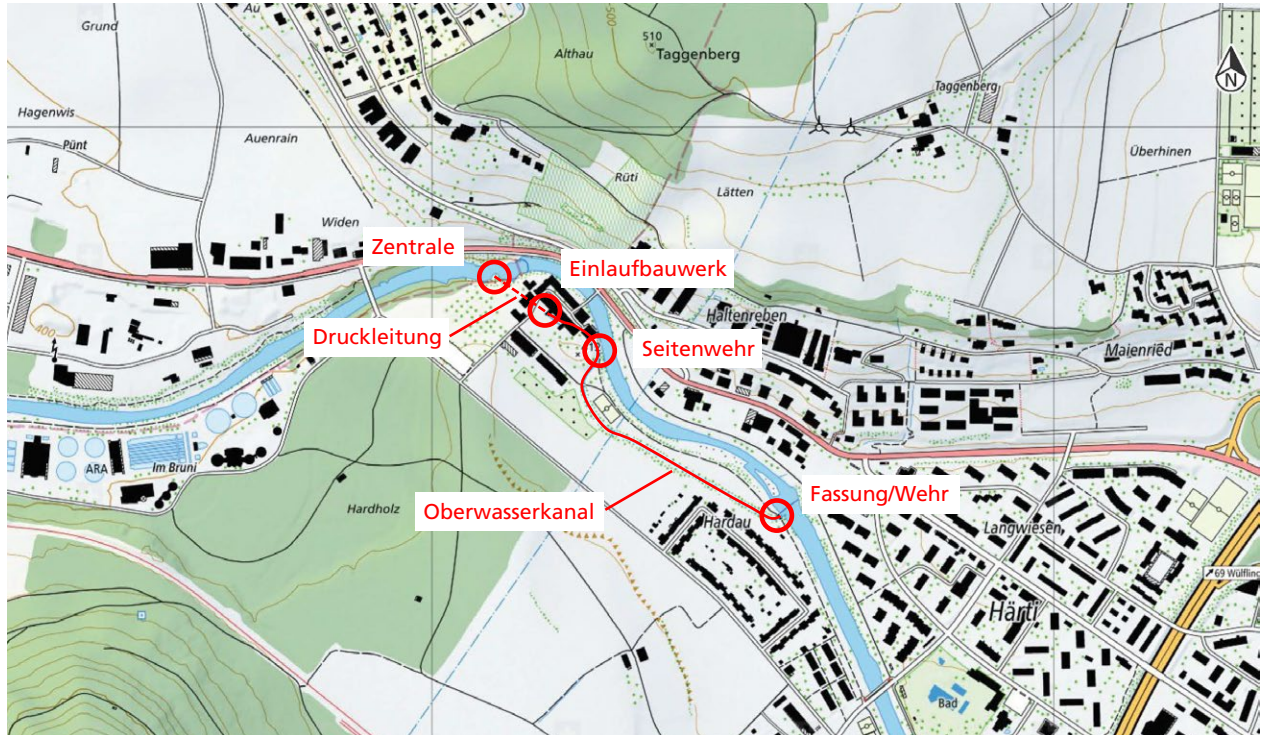 Au
Grund
510
500
Althau
Taggenberg
Taggenberg
N
Hagenwis
Auenrain
Pünt
Überhinen
Rüti
Lätten
Widen
Zentrale
Einlaufbauwerk
Haltenreben
400
Druckleitung
Seitenwehr
Maienried
ARA
Im Bruni
Fassung/Wehr
Hardholz
Oberwasserkanal
Hardau
Langwiesen
69 Wülfling
Härti
Bad